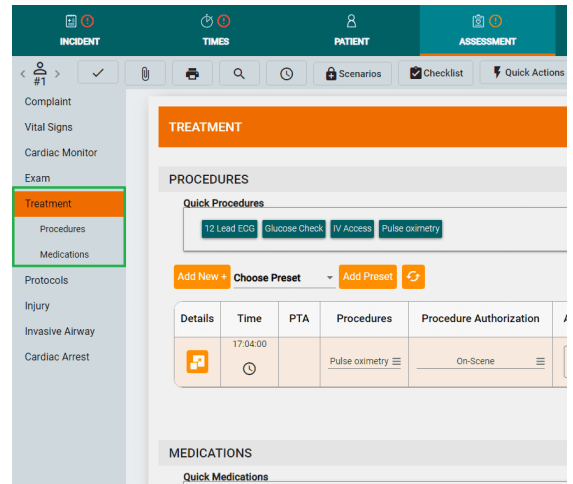 INCIDENT TIMES PATIENT ASSESSMENT
#1 Scenarios Checklist Quick Actions
Complaint
Vital Signs
Cardiac Monitor
Exam
Treatment
Procedures
Medications
Protocols
Injury
Invasive Airway
Cardiac Arrest
TREATMENT
PROCEDURES
Quick Procedures
12 Lead ECG Glucose Check IV Access Pulse oximetry
Add New + Choose Preset Add Preset
Details Time PTA Procedures Procedure Authorization
17:04:00
Pulse oximetry On-Scene
MEDICATIONS
Quick Medications